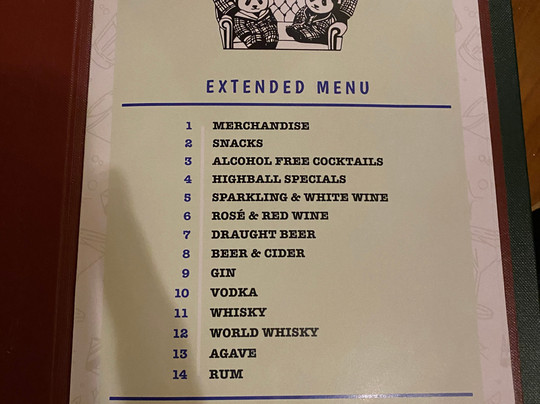 EXTENDED MENU
1 MERCHANDISE
2 SNACKS
3 ALCOHOL FREE COCKTAILS
4 HIGHBALL SPECIALS
5 SPARKLING & WHITE WINE
6 ROSÉ & RED WINE
7 DRAUGHT BEER
8 BEER & CIDER
9 GIN
10 VODKA
11 WHISKY
12 WORLD WHISKY
13 AGAVE
14 RUM